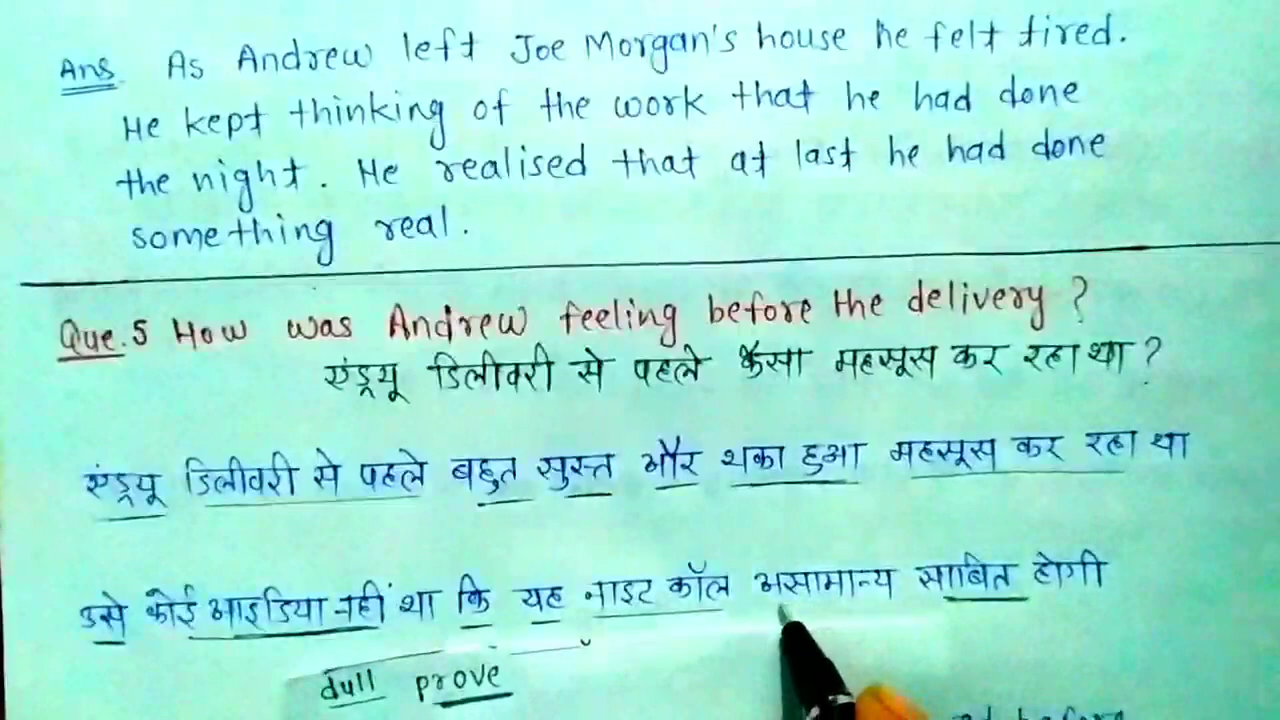 Ans. As Andrew left Joe Morgan's house he felt tired.
He kept thinking of the work that he had done
the night. He realised that at last he had done
something real.
Que. 5 How was Andrew feeling before the delivery?
एंड्र्यू डिलीवरी से पहले कैसा महसूस कर रहा था?
एंड्र्यू डिलीवरी से पहले बहुत सुस्त और थका हुआ महसूस कर रहा था
उसे कोई आइडिया नहीं था कि यह नाइट कॉल असामान्य साबित होगी
dull prove